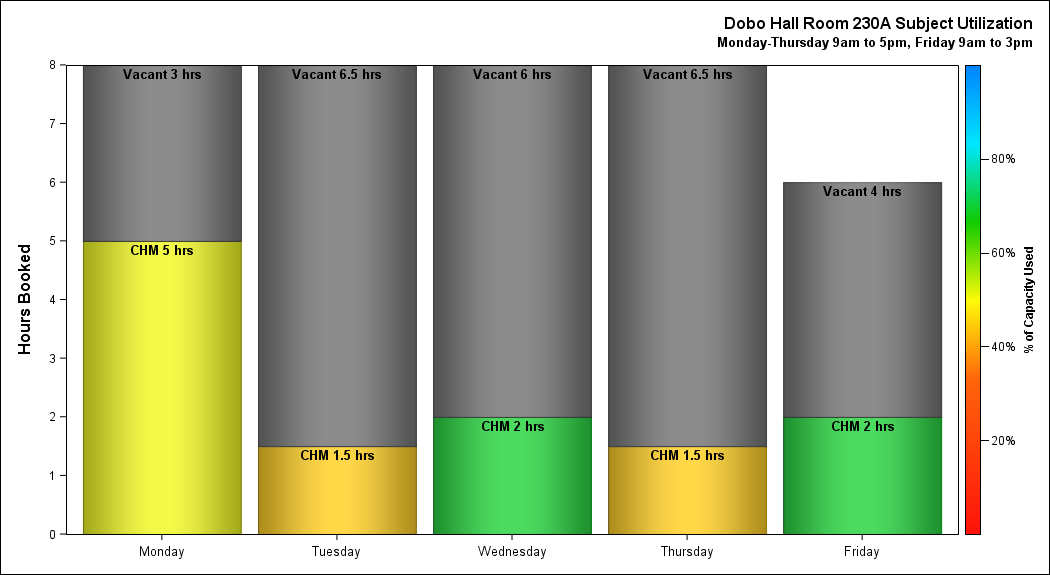 Dobo Hall Room 230A Subject Utilization
Monday-Thursday 9am to 5pm, Friday 9am to 3pm
Hours Booked
8
7
6
5
4
3
2
1
0
Vacant 3 hrs
CHM 5 hrs
Vacant 6.5 hrs
CHM 1.5 hrs
Vacant 6 hrs
CHM 2 hrs
Vacant 6.5 hrs
CHM 1.5 hrs
Vacant 4 hrs
CHM 2 hrs
Monday
Tuesday
Wednesday
Thursday
Friday
80%
60%
40%
20%
% of Capacity Used